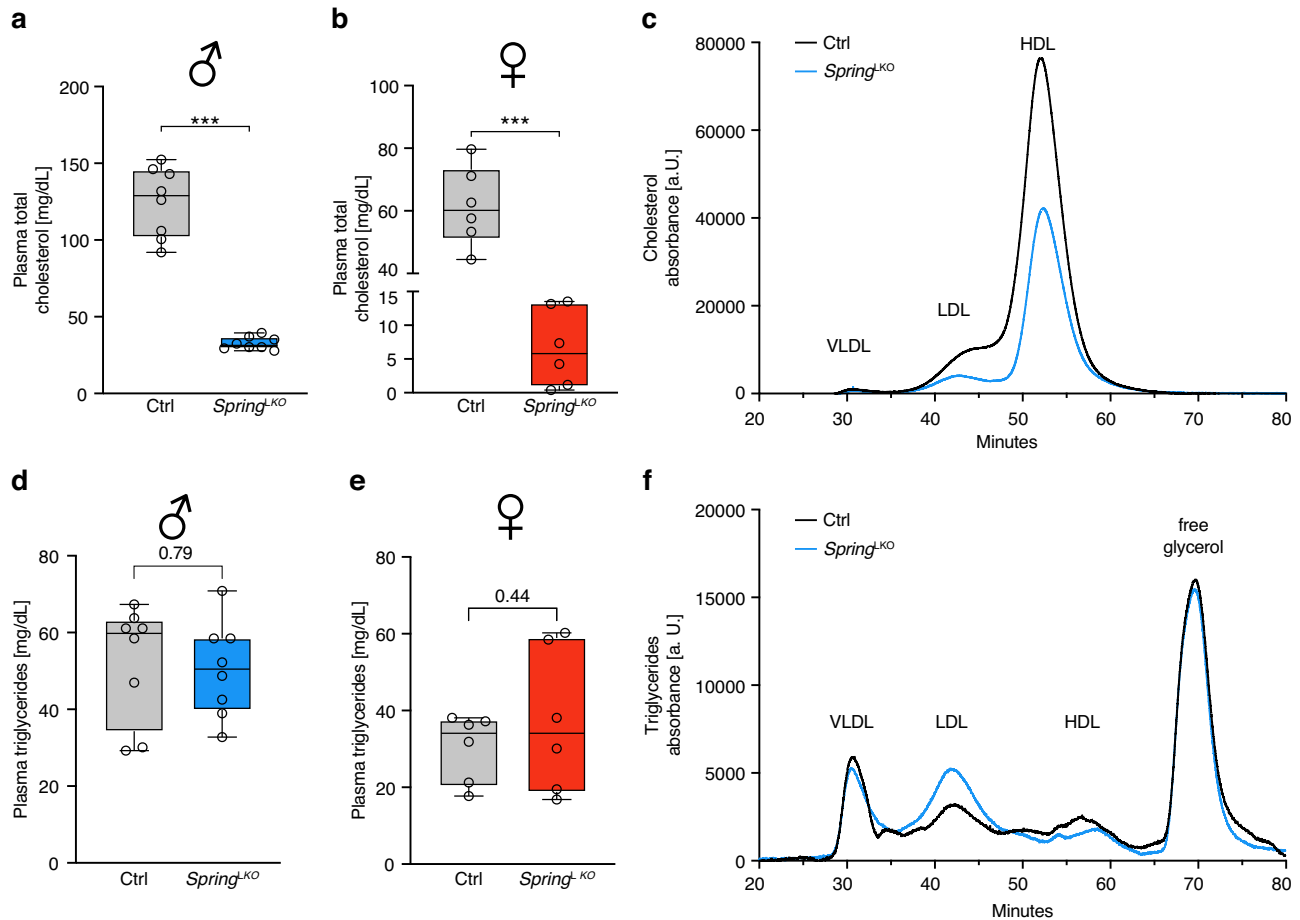 a
♂
200
150
100
50
0
Plasma total
cholesterol [mg/dL]
***
Ctrl
Spring^LKO
b
♀
100
80
60
40
15
10
5
0
Plasma total
cholesterol [mg/dL]
***
Ctrl
Spring^LKO
c
Ctrl
Spring^LKO
80000
60000
40000
20000
0
Cholesterol
absorbance [a.U.]
VLDL
LDL
HDL
20 30 40 50 60 70 80
Minutes
d
♂
80
60
40
20
0
Plasma triglycerides [mg/dL]
0.79
Ctrl
Spring^LKO
e
♀
80
60
40
20
0
Plasma triglycerides [mg/dL]
0.44
Ctrl
Spring^L KO
f
Ctrl
Spring^LKO
20000
15000
10000
5000
0
Triglycerides
absorbance [a. U.]
VLDL
LDL
HDL
free
glycerol
20 30 40 50 60 70 80
Minutes